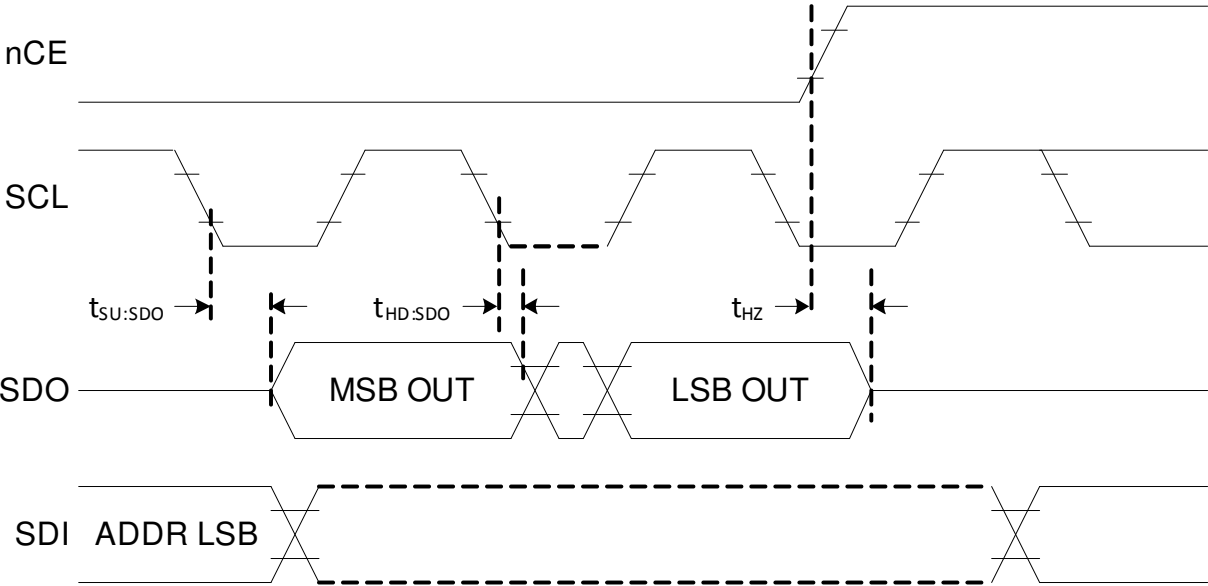 nCE
SCL
tSU:SDO
tHD:SDO
tHZ
SDO
MSB OUT
LSB OUT
SDI
ADDR LSB